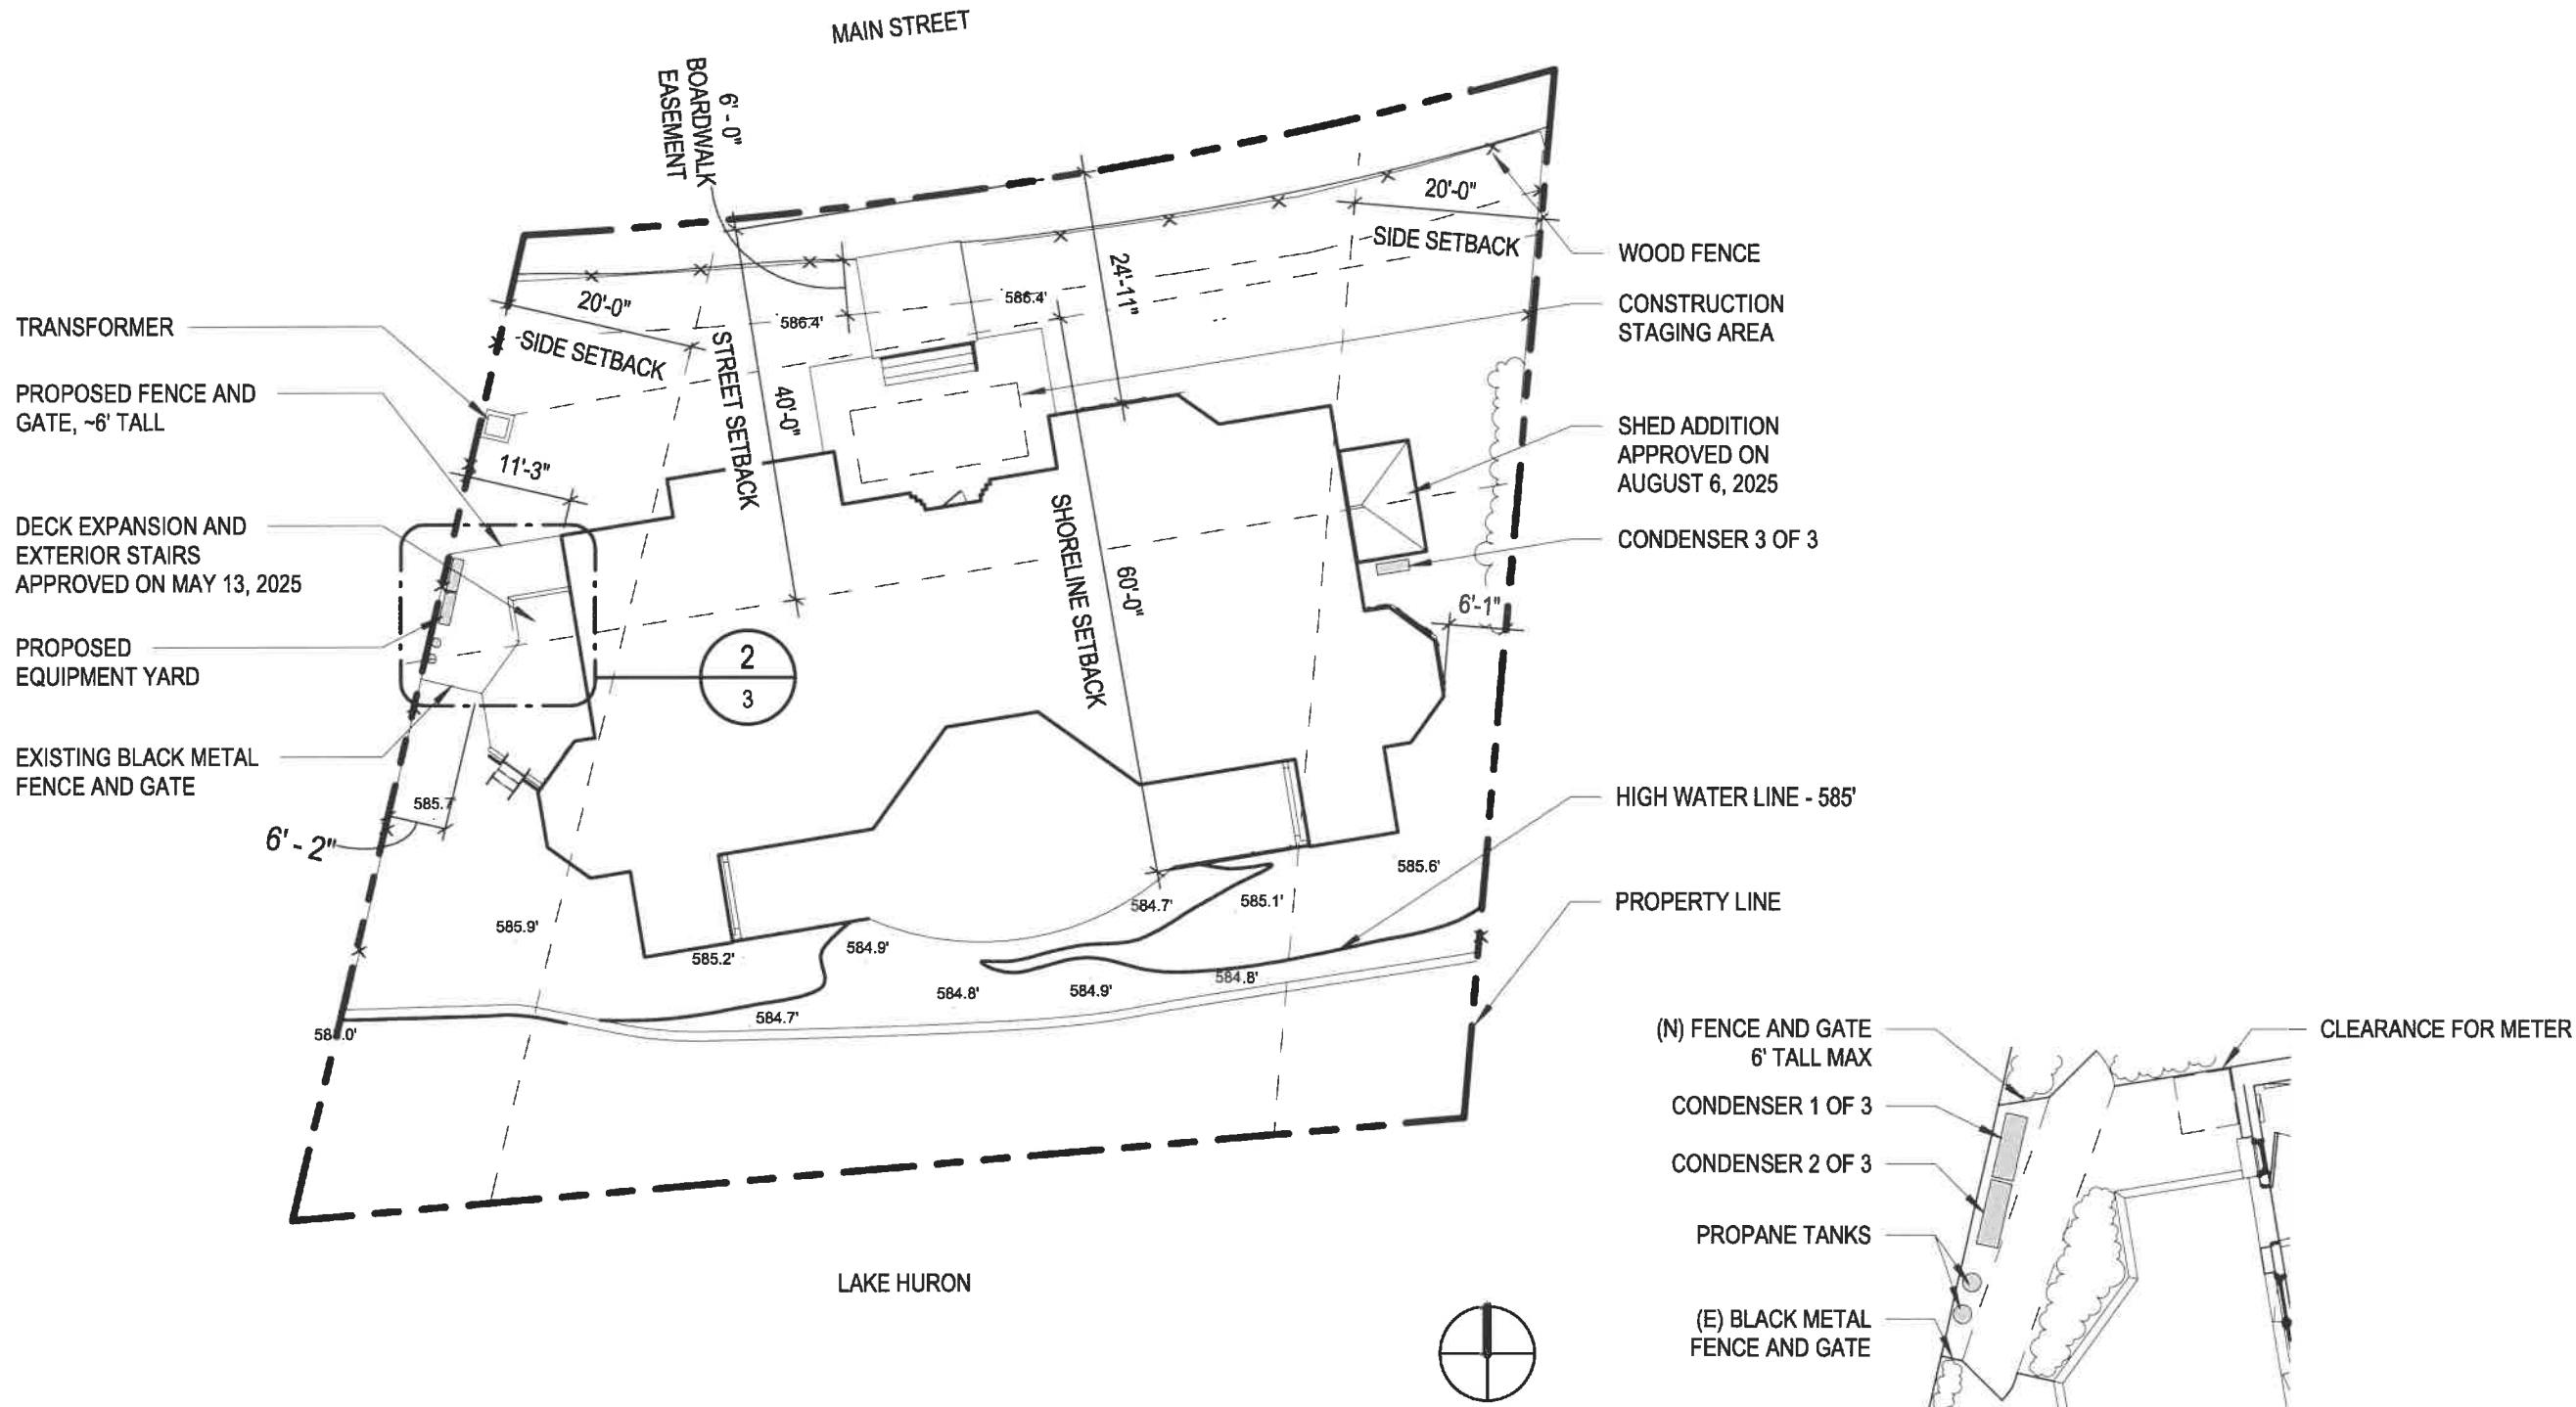 MAIN STREET
6' - 0"
BOARDWALK
EASEMENT
20'-0"
SIDE SETBACK
WOOD FENCE
CONSTRUCTION
STAGING AREA
SHED ADDITION
APPROVED ON
AUGUST 6, 2025
CONDENSER 3 OF 3
6'-1"
HIGH WATER LINE - 585'
PROPERTY LINE
24'-11"
586.4'
586.4'
20'-0"
SIDE SETBACK
STREET SETBACK
40'-0"
SHORELINE SETBACK
60'-0"
TRANSFORMER
PROPOSED FENCE AND
GATE, ~6' TALL
11'-3"
DECK EXPANSION AND
EXTERIOR STAIRS
APPROVED ON MAY 13, 2025
PROPOSED
EQUIPMENT YARD
2
3
EXISTING BLACK METAL
FENCE AND GATE
585.7'
6' - 2"
585.6'
584.7'
585.1'
585.9'
585.2'
584.9'
584.8'
584.9'
584.8'
584.7'
LAKE HURON
(N) FENCE AND GATE
6' TALL MAX
CLEARANCE FOR METER
CONDENSER 1 OF 3
CONDENSER 2 OF 3
PROPANE TANKS
(E) BLACK METAL
FENCE AND GATE